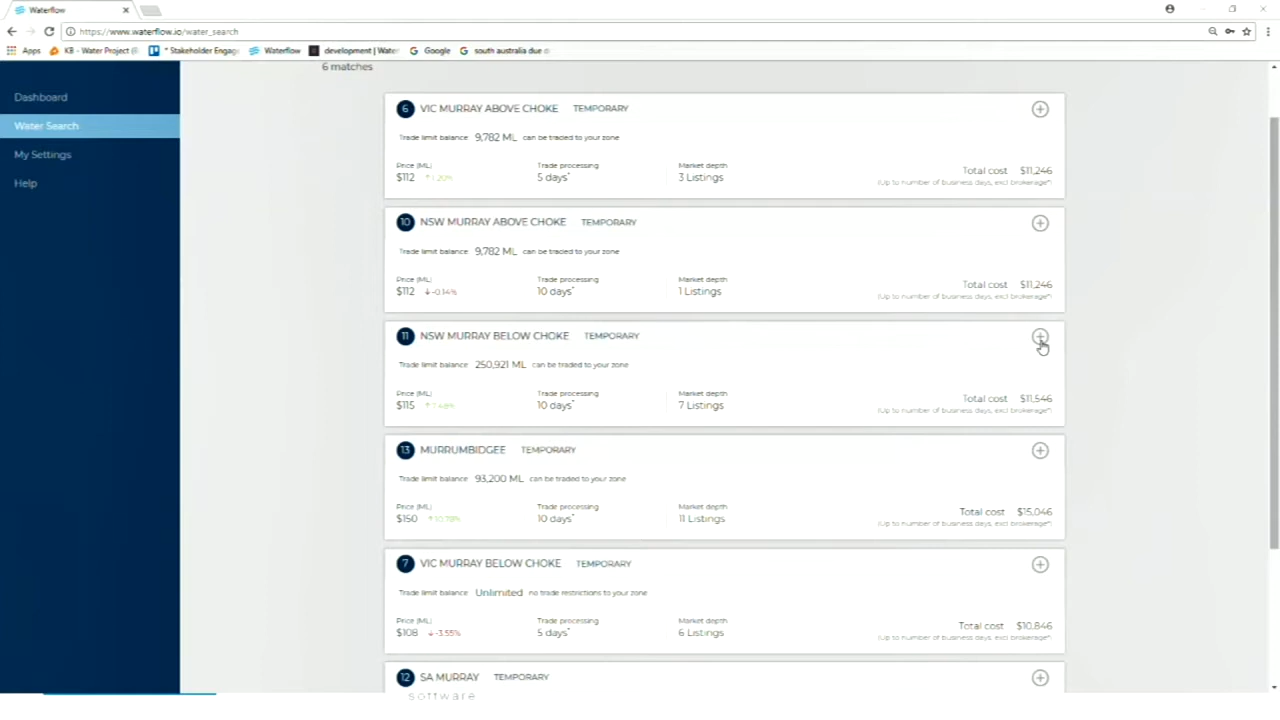 Waterflow
https://www.waterflow.io/water_search
Apps KB - Water Project @ * Stakeholder Engag Waterflow development | Wate Google south australia due d
6 matches
Dashboard
Water Search
My Settings
Help
6 VIC MURRAY ABOVE CHOKE TEMPORARY
Trade limit balance 9,782 ML can be traded to your zone
Price (ML) Trade processing Market depth
$112 1.20% 5 days* 3 Listings Total cost $11,246
(Up to number of business days, excl brokerage*)
10 NSW MURRAY ABOVE CHOKE TEMPORARY
Trade limit balance 9,782 ML can be traded to your zone
Price (ML) Trade processing Market depth
$112 -0.14% 10 days* 1 Listings Total cost $11,246
(Up to number of business days, excl brokerage*)
11 NSW MURRAY BELOW CHOKE TEMPORARY
Trade limit balance 250,921 ML can be traded to your zone
Price (ML) Trade processing Market depth
$115 10 days* 7 Listings Total cost $11,546
(Up to number of business days, excl brokerage*)
13 MURRUMBIDGEE TEMPORARY
Trade limit balance 93,200 ML can be traded to your zone
Price (ML) Trade processing Market depth
$150 10.78% 10 days* 11 Listings Total cost $15,046
(Up to number of business days, excl brokerage*)
7 VIC MURRAY BELOW CHOKE TEMPORARY
Trade limit balance Unlimited no trade restrictions to your zone
Price (ML) Trade processing Market depth
$108 -3.55% 5 days* 6 Listings Total cost $10,846
(Up to number of business days, excl brokerage*)
12 SA MURRAY TEMPORARY
software